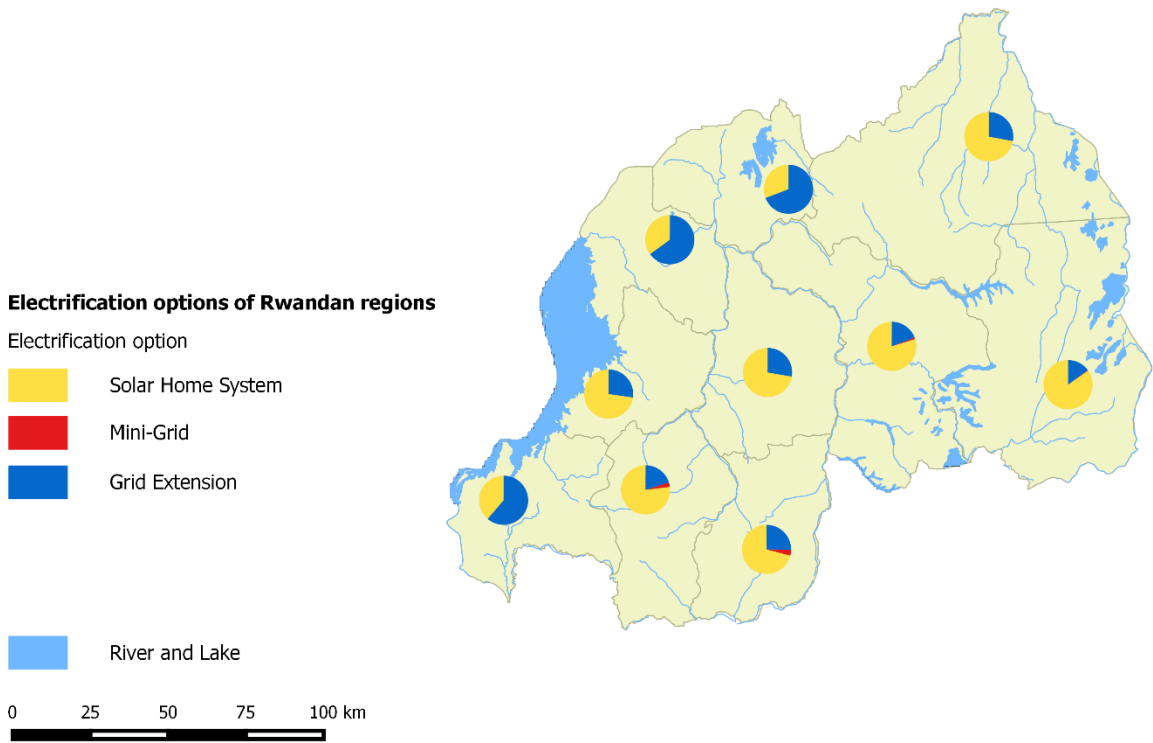 Electrification options of Rwandan regions
Electrification option
Solar Home System
Mini-Grid
Grid Extension
River and Lake
0 25 50 75 100 km